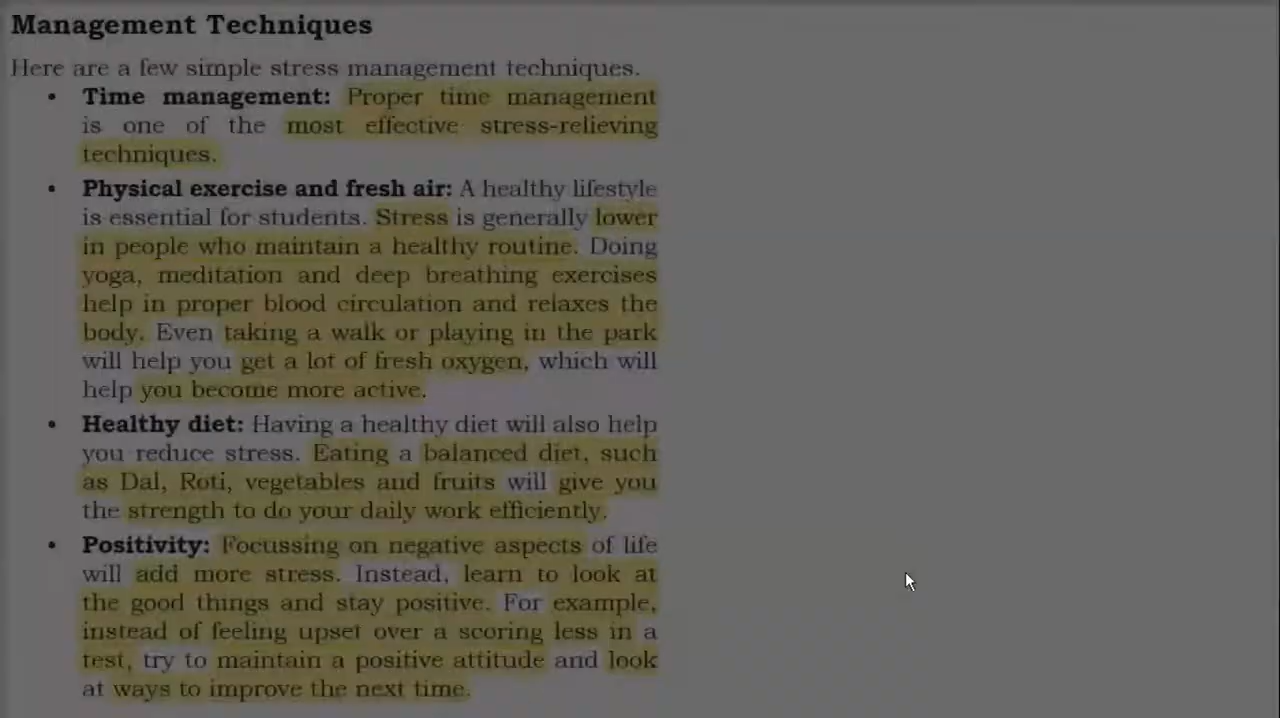 Management Techniques
Here are a few simple stress management techniques.
• Time management: Proper time management
is one of the most effective stress-relieving
techniques.
• Physical exercise and fresh air: A healthy lifestyle
is essential for students. Stress is generally lower
in people who maintain a healthy routine. Doing
yoga, meditation and deep breathing exercises
help in proper blood circulation and relaxes the
body. Even taking a walk or playing in the park
will help you get a lot of fresh oxygen, which will
help you become more active.
• Healthy diet: Having a healthy diet will also help
you reduce stress. Eating a balanced diet, such
as Dal, Roti, vegetables and fruits will give you
the strength to do your daily work efficiently.
• Positivity: Focussing on negative aspects of life
will add more stress. Instead, learn to look at
the good things and stay positive. For example,
instead of feeling upset over a scoring less in a
test, try to maintain a positive attitude and look
at ways to improve the next time.